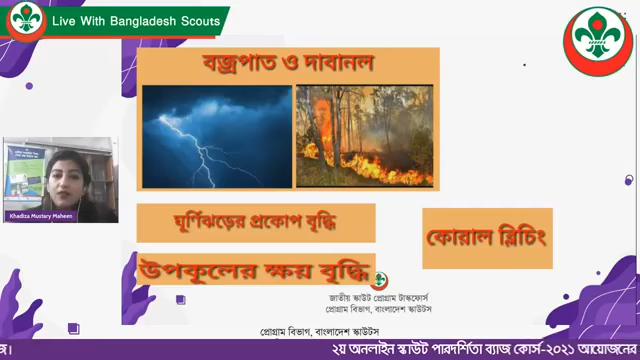 Live With Bangladesh Scouts
বজ্রপাত ও দাবানল
Khadiza Mustary Maheen
ঘূর্ণিঝড়ের প্রকোপ বৃদ্ধি
কোরাল ব্লিচিং
উপকূলের ক্ষয় বৃদ্ধি
জাতীয় স্কাউট প্রোগ্রাম টাস্কফোর্স
প্রোগ্রাম বিভাগ, বাংলাদেশ স্কাউটস
প্রোগ্রাম বিভাগ, বাংলাদেশ স্কাউটস
২য় অনলাইন স্কাউট পারদর্শিতা ব্যাজ কোর্স-২০২১ আয়োজনের